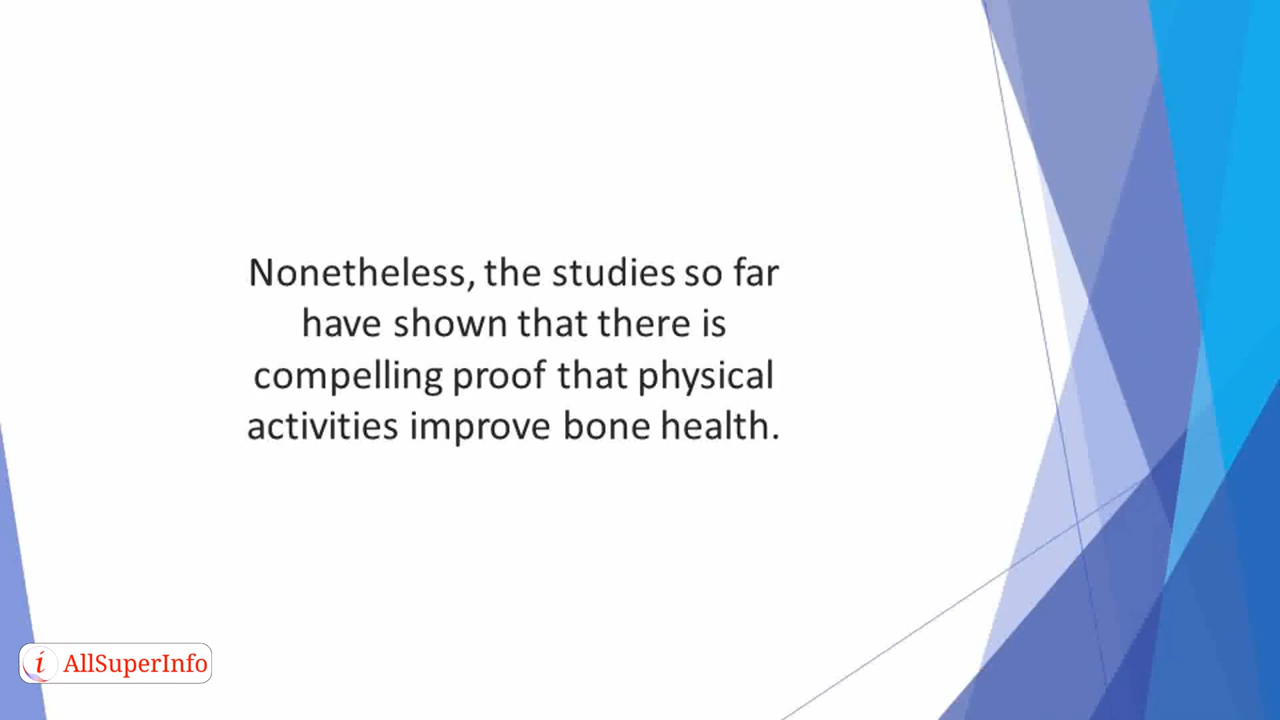 Nonetheless, the studies so far
have shown that there is
compelling proof that physical
activities improve bone health.
i AllSuperInfo